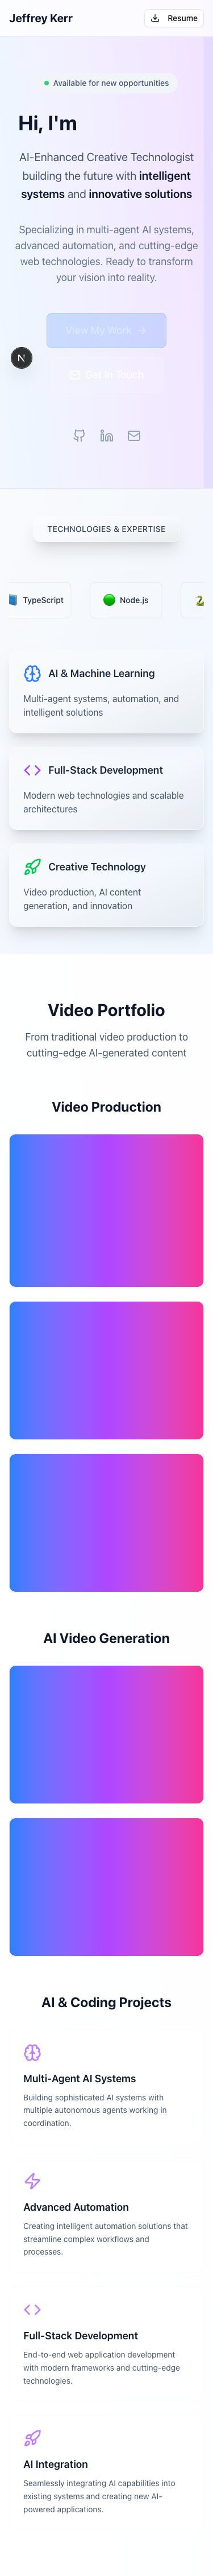 Jeffrey Kerr
Resume
Available for new opportunities
Hi, I'm
AI-Enhanced Creative Technologist
building the future with intelligent
systems and innovative solutions
Specializing in multi-agent AI systems,
advanced automation, and cutting-edge
web technologies. Ready to transform
your vision into reality.
View My Work →
N
Get In Touch
TECHNOLOGIES & EXPERTISE
TypeScript
Node.js
AI & Machine Learning
Multi-agent systems, automation, and
intelligent solutions
Full-Stack Development
Modern web technologies and scalable
architectures
Creative Technology
Video production, AI content
generation, and innovation
Video Portfolio
From traditional video production to
cutting-edge AI-generated content
Video Production
AI Video Generation
AI & Coding Projects
Multi-Agent AI Systems
Building sophisticated AI systems with
multiple autonomous agents working in
coordination.
Advanced Automation
Creating intelligent automation solutions that
streamline complex workflows and
processes.
Full-Stack Development
End-to-end web application development
with modern frameworks and cutting-edge
technologies.
AI Integration
Seamlessly integrating AI capabilities into
existing systems and creating new AI-
powered applications.